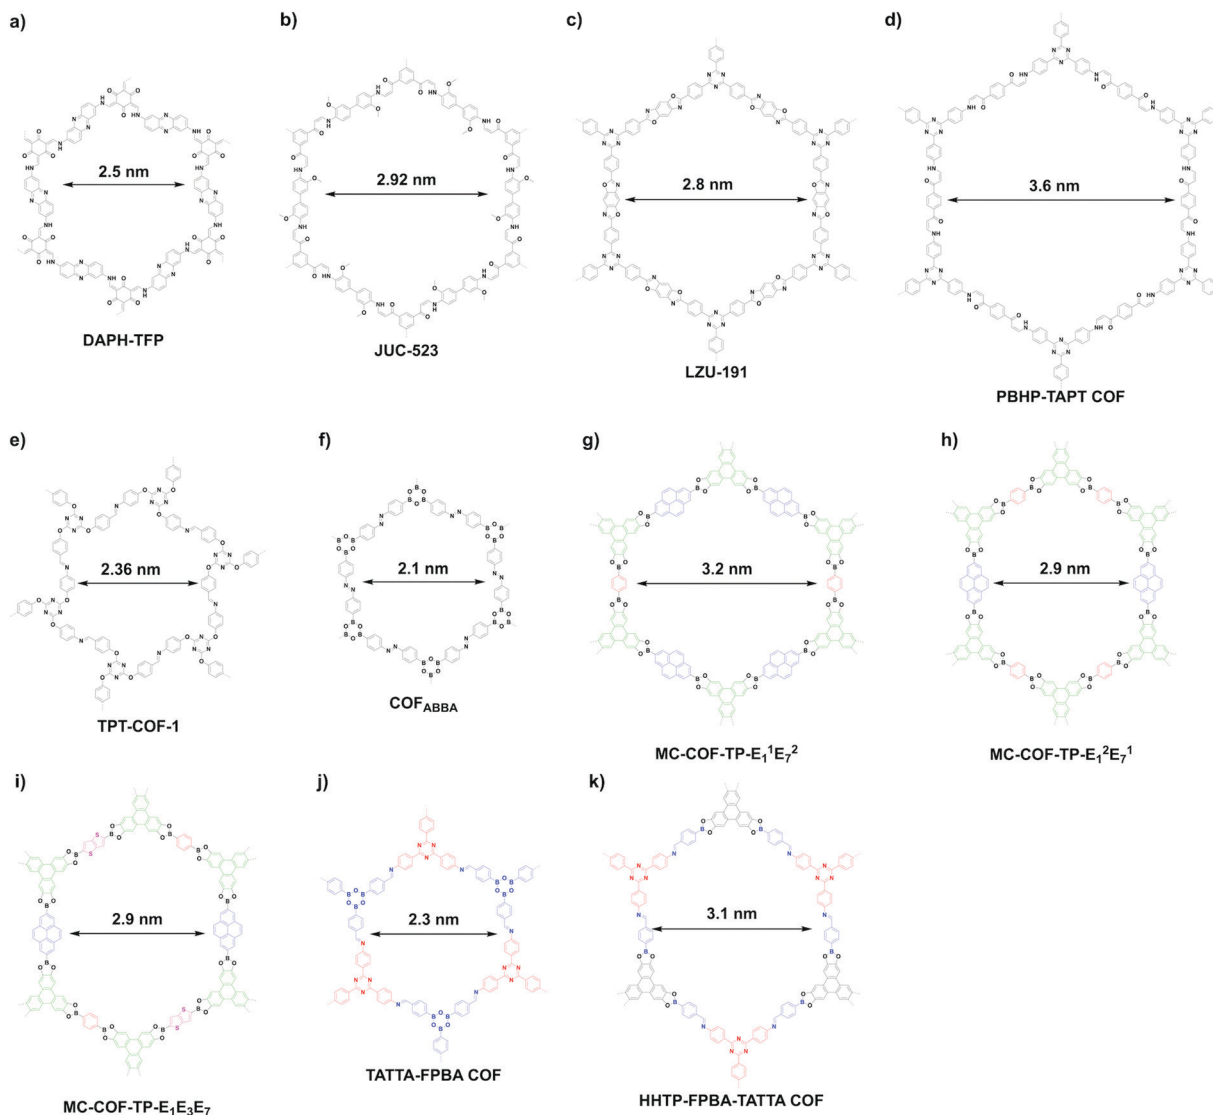 a)
b)
c)
d)
2.5 nm
2.92 nm
2.8 nm
3.6 nm
DAPH-TFP
JUC-523
LZU-191
PBHP-TAPT COF
e)
f)
g)
h)
2.36 nm
2.1 nm
3.2 nm
2.9 nm
TPT-COF-1
COF_ABBA
MC-COF-TP-E₁¹E₇²
MC-COF-TP-E₁²E₇¹
i)
j)
k)
2.9 nm
2.3 nm
3.1 nm
MC-COF-TP-E₁E₃E₇
TATTA-FPBA COF
HHTP-FPBA-TATTA COF